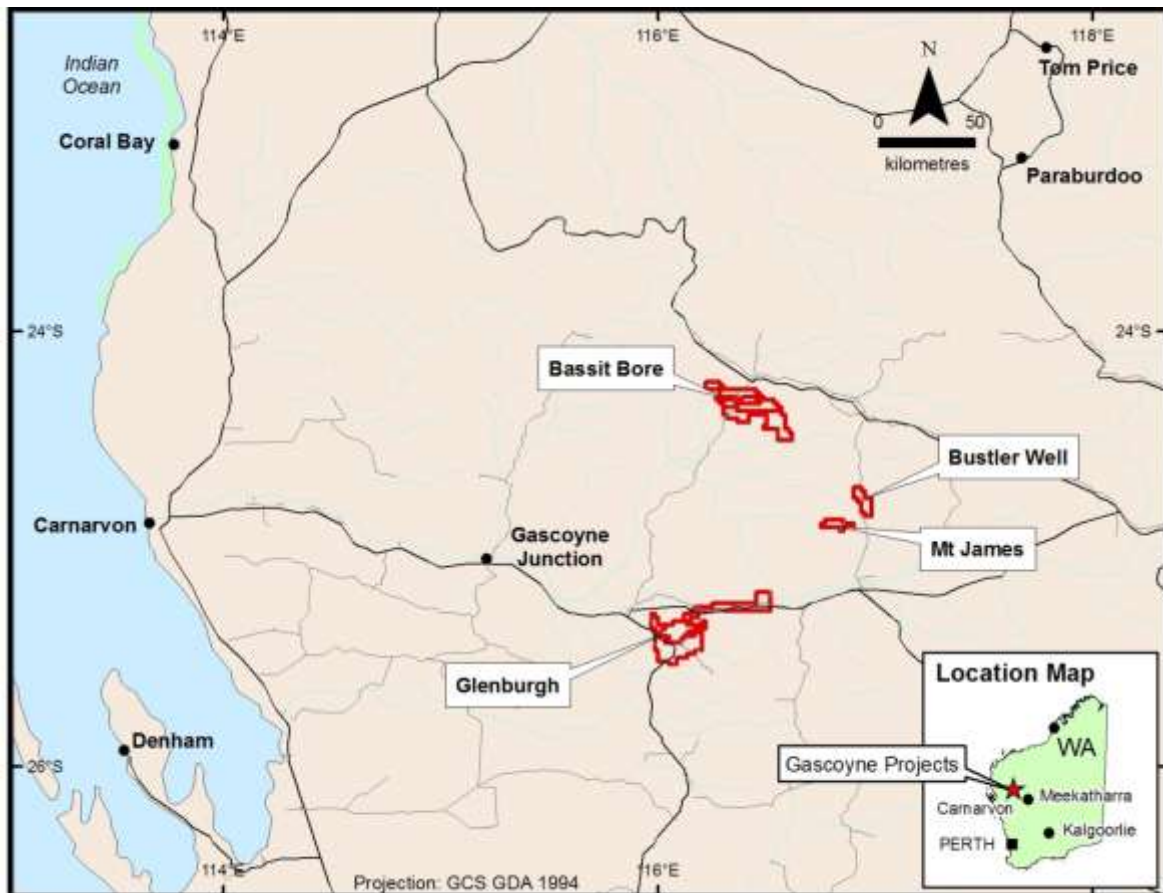 114°E
116°E
118°E
Indian
Ocean
N
Tom Price
0
50
kilometres
Coral Bay
Paraburdoo
24°S
24°S
Bassit Bore
Bustler Well
Carnarvon
Gascoyne
Junction
Mt James
Glenburgh
Denham
26°S
Location Map
WA
Gascoyne Projects
Meekatharra
Carnarvon
Kalgoorlie
PERTH
114°E
116°E
Projection: GCS GDA 1994